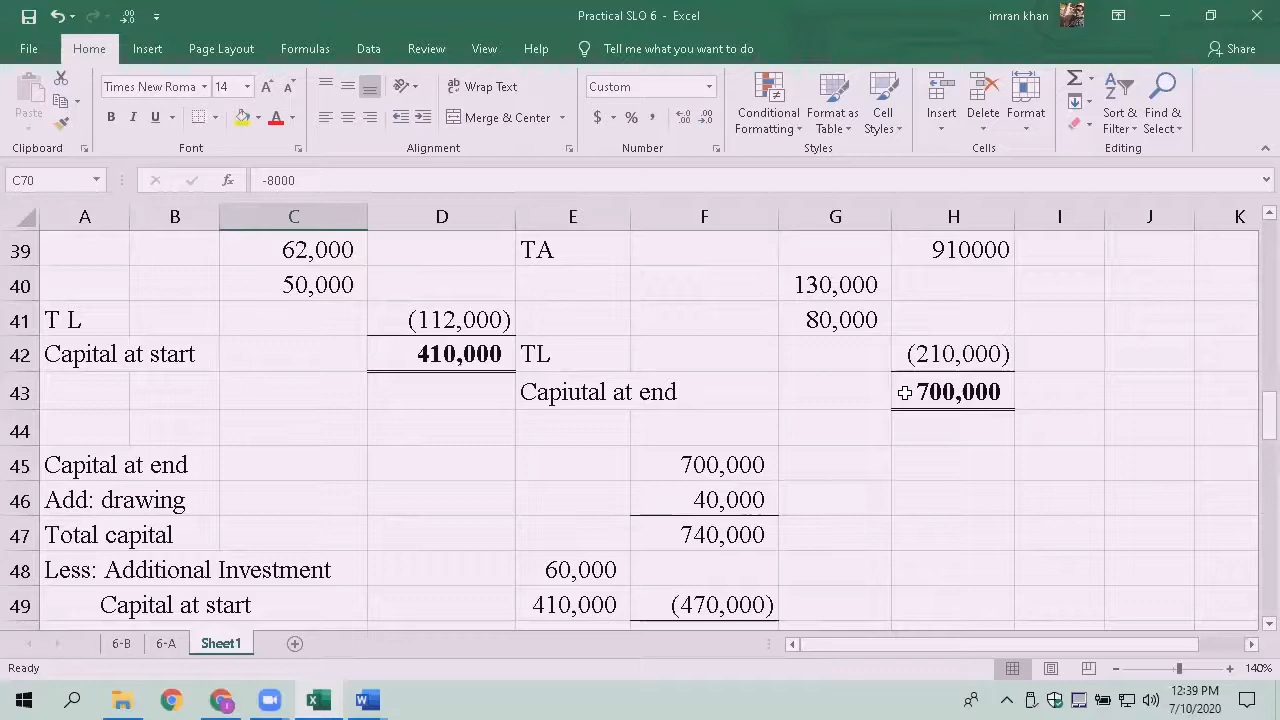 Practical SLO 6 - Excel
imran khan
File Home Insert Page Layout Formulas Data Review View Help Tell me what you want to do Share
Paste
Clipboard
Times New Roma 14 A A
B I U A
Font
ab Wrap Text
Merge & Center
Alignment
Custom
$ % ,
Number
Conditional Formatting
Format as Table
Cell Styles
Styles
Insert Delete Format
Cells
Sort & Filter
Find & Select
Editing
C70 fx -8000
A B C D E F G H I J K
39 62,000 TA 910000
40 50,000 130,000
41 T L (112,000) 80,000
42 Capital at start 410,000 TL (210,000)
43 Capiutal at end 700,000
44
45 Capital at end 700,000
46 Add: drawing 40,000
47 Total capital 740,000
48 Less: Additional Investment 60,000
49 Capital at start 410,000 (470,000)
6-B 6-A Sheet1
Ready 140%
12:39 PM
7/10/2020